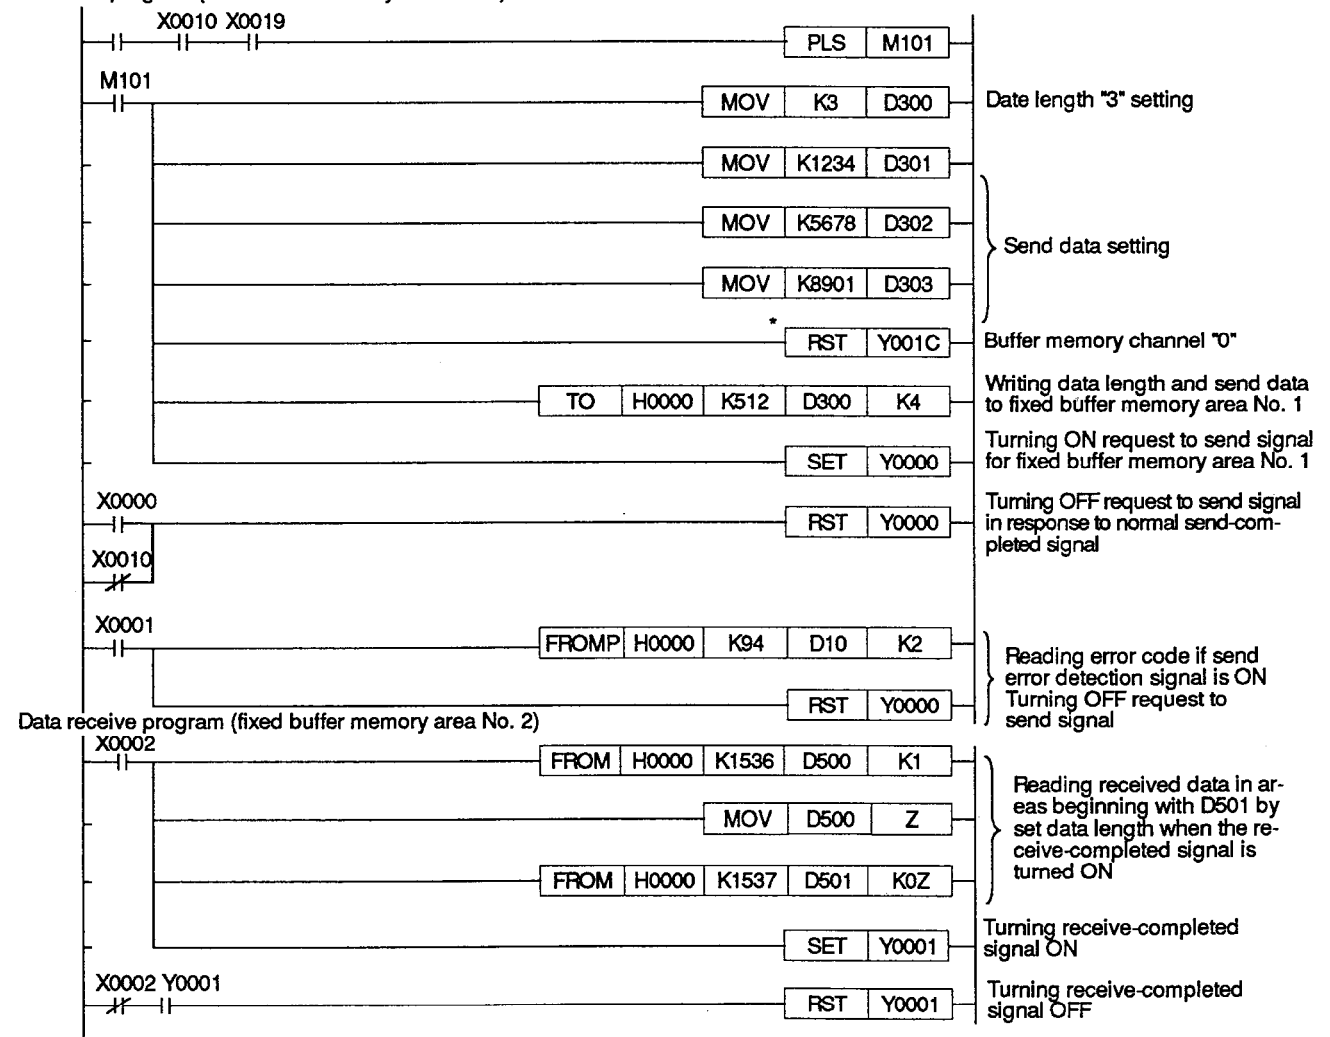 X0010 X0019
PLS M101
M101
MOV K3 D300 Date length "3" setting
MOV K1234 D301
MOV K5678 D302
Send data setting
MOV K8901 D303
*
RST Y001C Buffer memory channel "0"
TO H0000 K512 D300 K4
Writing data length and send data
to fixed buffer memory area No. 1
SET Y0000
Turning ON request to send signal
for fixed buffer memory area No. 1
X0000
RST Y0000
Turning OFF request to send signal
in response to normal send-com-
pleted signal
X0010
X0001
FROMP H0000 K94 D10 K2
Reading error code if send
error detection signal is ON
RST Y0000
Turning OFF request to
send signal
Data receive program (fixed buffer memory area No. 2)
X0002
FROM H0000 K1536 D500 K1
MOV D500 Z
FROM H0000 K1537 D501 K0Z
Reading received data in ar-
eas beginning with D501 by
set data length when the re-
ceive-completed signal is
turned ON
SET Y0001
Turning receive-completed
signal ON
X0002 Y0001
RST Y0001
Turning receive-completed
signal OFF